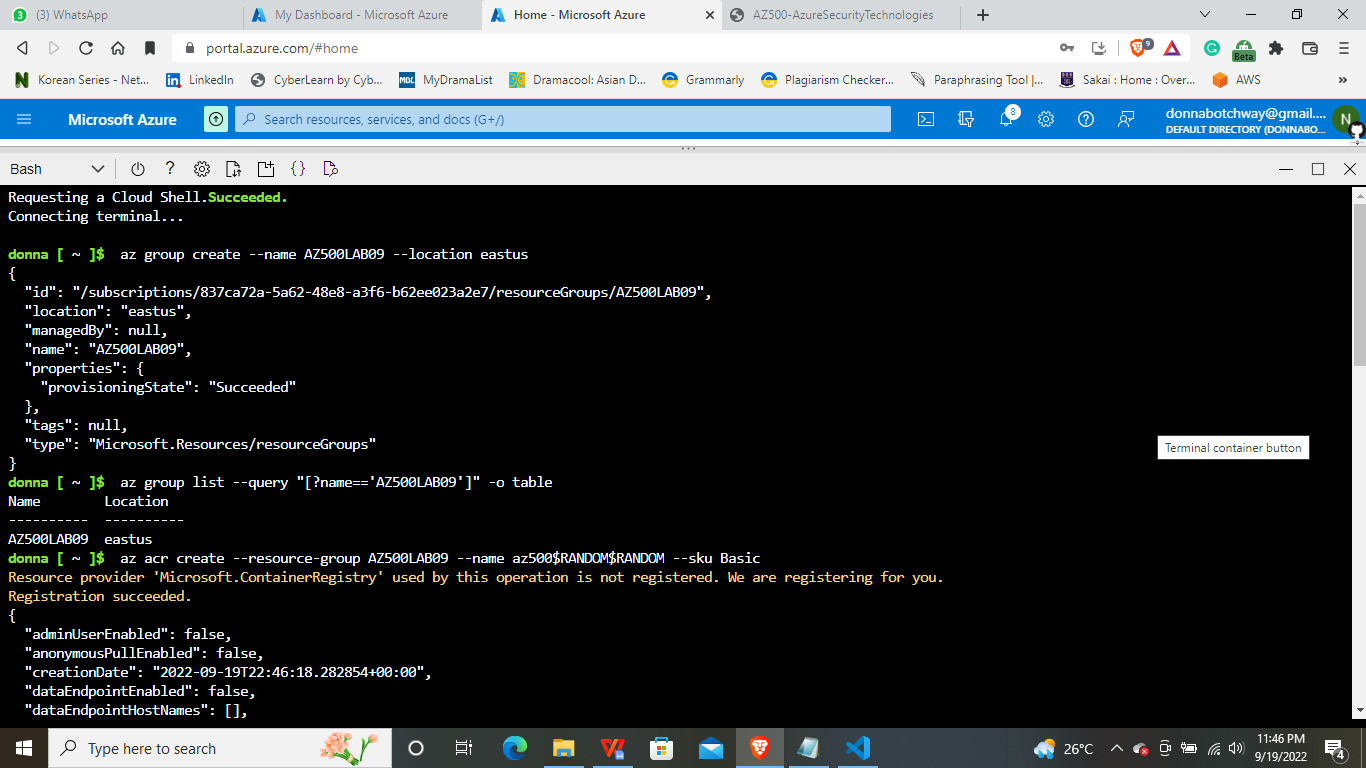 (3) WhatsApp
My Dashboard - Microsoft Azure
Home - Microsoft Azure
AZ500-AzureSecurityTechnologies
portal.azure.com/#home
9
Beta
Korean Series - Net...
LinkedIn
CyberLearn by Cyb...
MDL
MyDramaList
Dramacool: Asian D...
Grammarly
Plagiarism Checker...
Paraphrasing Tool |...
Sakai : Home : Over...
AWS
»
Microsoft Azure
Search resources, services, and docs (G+/)
8
donnabotchway@gmail....
DEFAULT DIRECTORY (DONNABO...
N
Bash
Requesting a Cloud Shell.Succeeded.
Connecting terminal...
donna [ ~ ]$ az group create --name AZ500LAB09 --location eastus
{
"id": "/subscriptions/837ca72a-5a62-48e8-a3f6-b62ee023a2e7/resourceGroups/AZ500LAB09",
"location": "eastus",
"managedBy": null,
"name": "AZ500LAB09",
"properties": {
"provisioningState": "Succeeded"
},
"tags": null,
"type": "Microsoft.Resources/resourceGroups"
}
Terminal container button
donna [ ~ ]$ az group list --query "[?name=='AZ500LAB09']" -o table
Name Location
---------- ----------
AZ500LAB09 eastus
donna [ ~ ]$ az acr create --resource-group AZ500LAB09 --name az500$RANDOM$RANDOM --sku Basic
Resource provider 'Microsoft.ContainerRegistry' used by this operation is not registered. We are registering for you.
Registration succeeded.
{
"adminUserEnabled": false,
"anonymousPullEnabled": false,
"creationDate": "2022-09-19T22:46:18.282854+00:00",
"dataEndpointEnabled": false,
"dataEndpointHostNames": [],
Type here to search
26°C
11:46 PM
9/19/2022
4